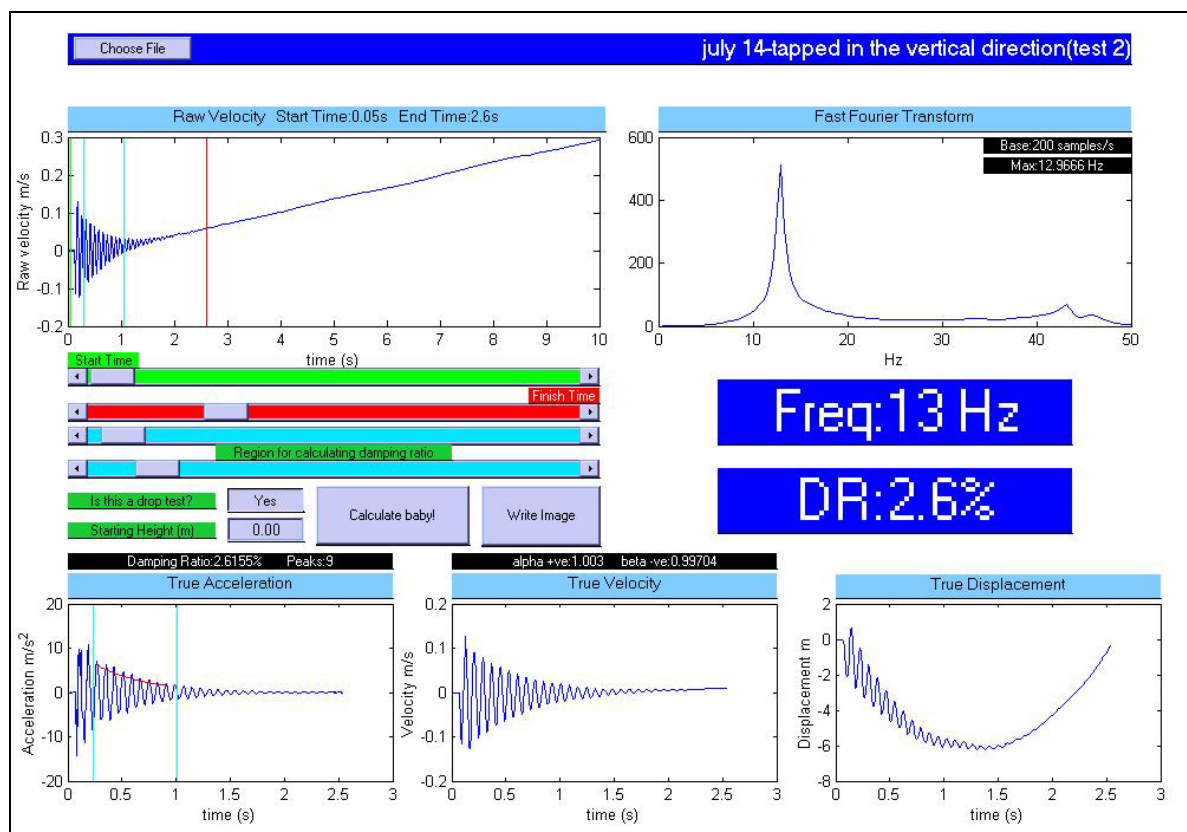 Choose File
july 14-tapped in the vertical direction(test 2)
Raw Velocity Start Time:0.05s End Time:2.6s
Raw velocity m/s
0.3
0.2
0.1
0
-0.1
-0.2
0 1 2 3 4 5 6 7 8 9 10
time (s)
Fast Fourier Transform
Base:200 samples/s
Max:12.9666 Hz
600
400
200
0
0 10 20 30 40 50
Hz
Start Time
Finish Time
Region for calculating damping ratio
Freq:13 Hz
DR:2.6%
Is this a drop test?
Yes
Starting Height (m)
0.00
Calculate baby!
Write Image
Damping Ratio:2.6155% Peaks:9
True Acceleration
Acceleration m/s²
20
10
0
-10
-20
0 0.5 1 1.5 2 2.5 3
time (s)
alpha +ve:1.003 beta -ve:0.99704
True Velocity
Velocity m/s
0.2
0.1
0
-0.1
-0.2
0 0.5 1 1.5 2 2.5 3
time (s)
True Displacement
Displacement m
2
0
-2
-4
-6
-8
0 0.5 1 1.5 2 2.5 3
time (s)